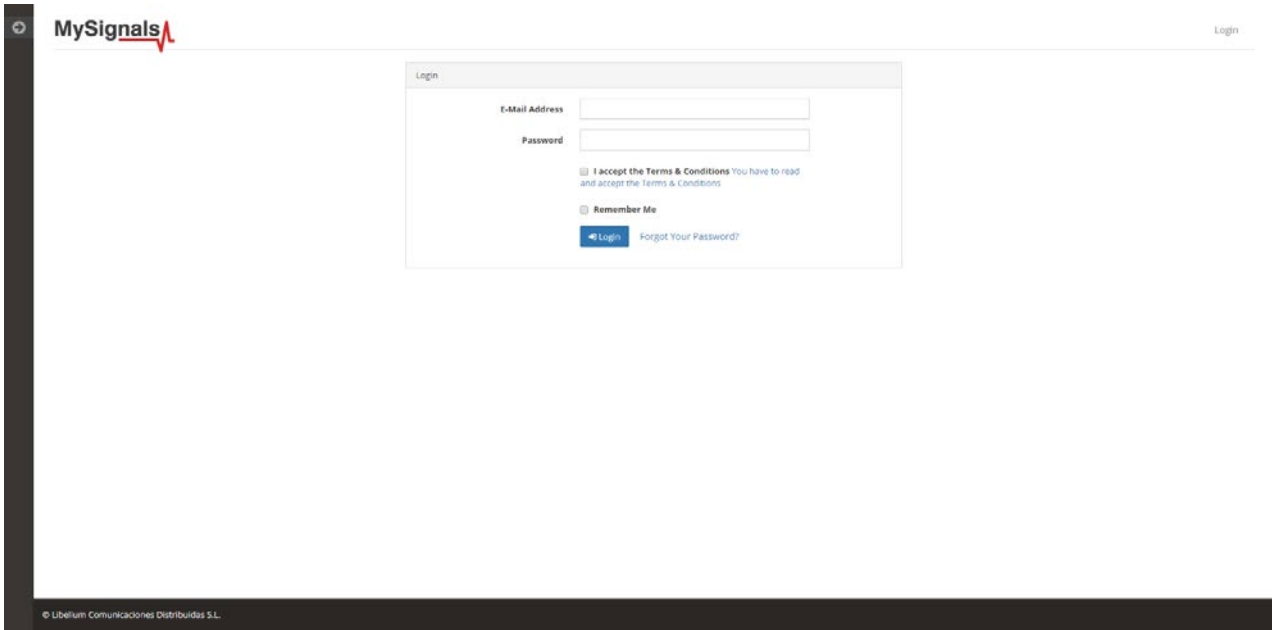 MySignals
Login
Login
E-Mail Address
Password
I accept the Terms & Conditions You have to read
and accept the Terms & Conditions
Remember Me
Login Forgot Your Password?
© Libelium Comunicaciones Distribuidas S.L.